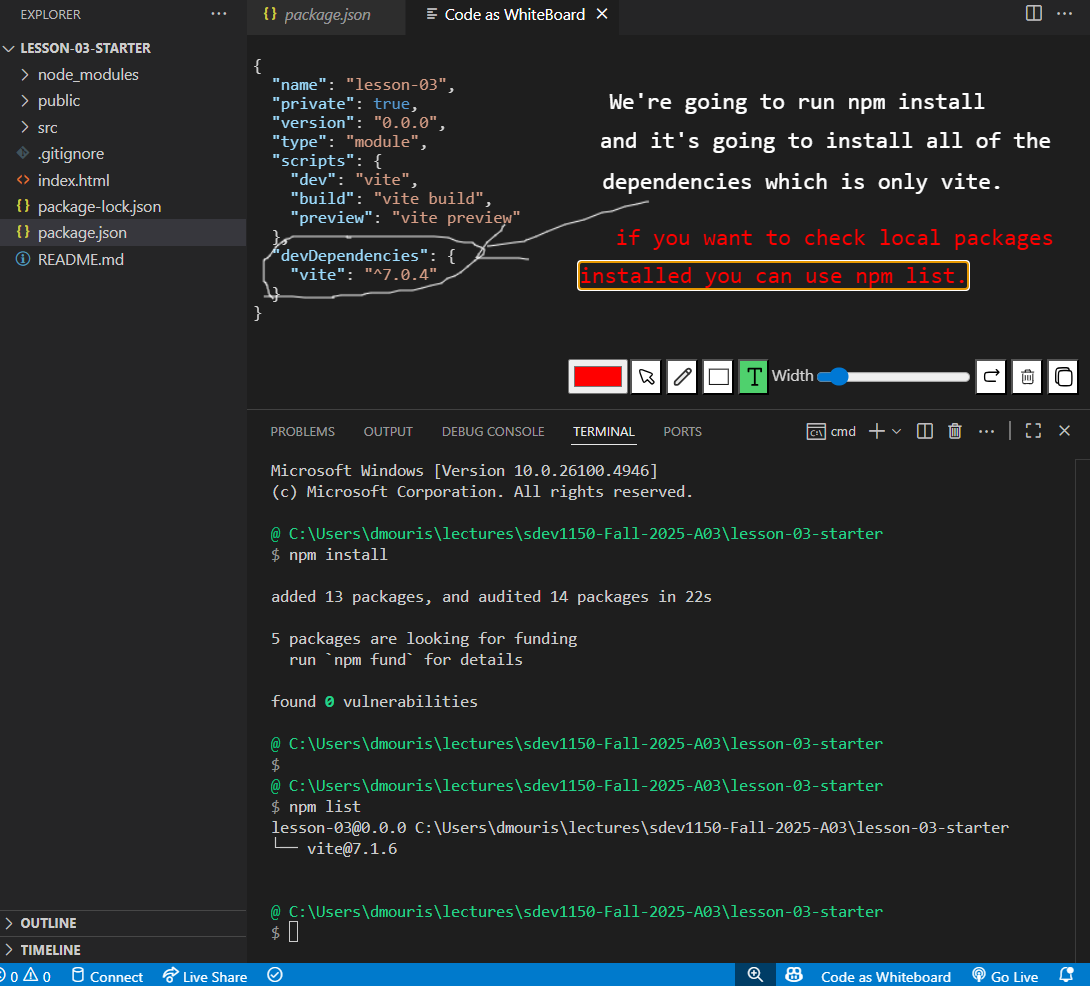 EXPLORER
LESSON-03-STARTER
node_modules
public
src
.gitignore
index.html
package-lock.json
package.json
README.md
OUTLINE
TIMELINE
package.json
Code as WhiteBoard
{
"name": "lesson-03",
"private": true,
"version": "0.0.0",
"type": "module",
"scripts": {
"dev": "vite",
"build": "vite build",
"preview": "vite preview"
},
"devDependencies": {
"vite": "^7.0.4"
}
}
We're going to run npm install
and it's going to install all of the
dependencies which is only vite.
if you want to check local packages
installed you can use npm list.
T Width
PROBLEMS OUTPUT DEBUG CONSOLE TERMINAL PORTS cmd
Microsoft Windows [Version 10.0.26100.4946]
(c) Microsoft Corporation. All rights reserved.
@ C:\Users\dmouris\lectures\sdev1150-Fall-2025-A03\lesson-03-starter
$ npm install
added 13 packages, and audited 14 packages in 22s
5 packages are looking for funding
run `npm fund` for details
found 0 vulnerabilities
@ C:\Users\dmouris\lectures\sdev1150-Fall-2025-A03\lesson-03-starter
$
@ C:\Users\dmouris\lectures\sdev1150-Fall-2025-A03\lesson-03-starter
$ npm list
lesson-03@0.0.0 C:\Users\dmouris\lectures\sdev1150-Fall-2025-A03\lesson-03-starter
└── vite@7.1.6
@ C:\Users\dmouris\lectures\sdev1150-Fall-2025-A03\lesson-03-starter
$
0 0 Connect Live Share Code as Whiteboard Go Live